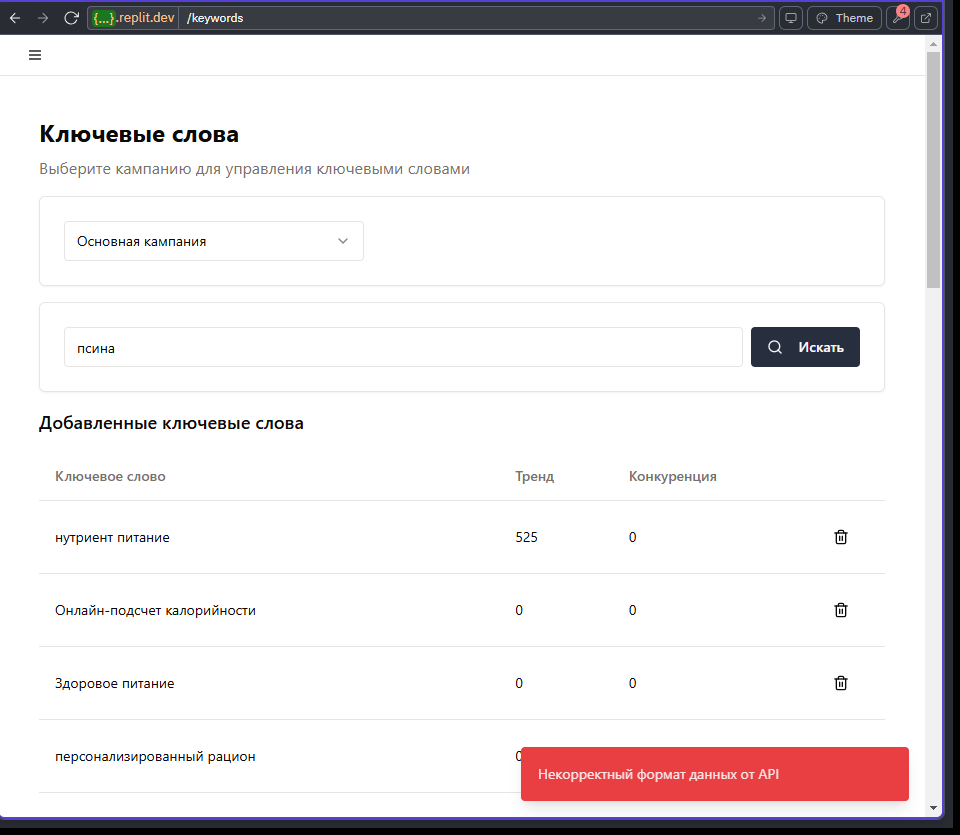 {...}.replit.dev /keywords Theme 4
Ключевые слова
Выберите кампанию для управления ключевыми словами
Основная кампания
псина Искать
Добавленные ключевые слова
Ключевое слово Тренд Конкуренция
нутриент питание 525 0
Онлайн-подсчет калорийности 0 0
Здоровое питание 0 0
персонализированный рацион
Некорректный формат данных от API